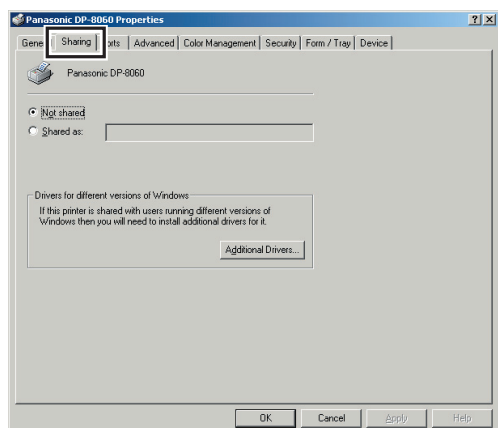 Panasonic DP-8060 Properties
Sharing Advanced Color Management Security Form / Tray Device
Panasonic DP-8060
Not shared
Shared as:
Drivers for different versions of Windows
If this printer is shared with users running different versions of
Windows then you will need to install additional drivers for it.
Additional Drivers...
OK Cancel Apply Help